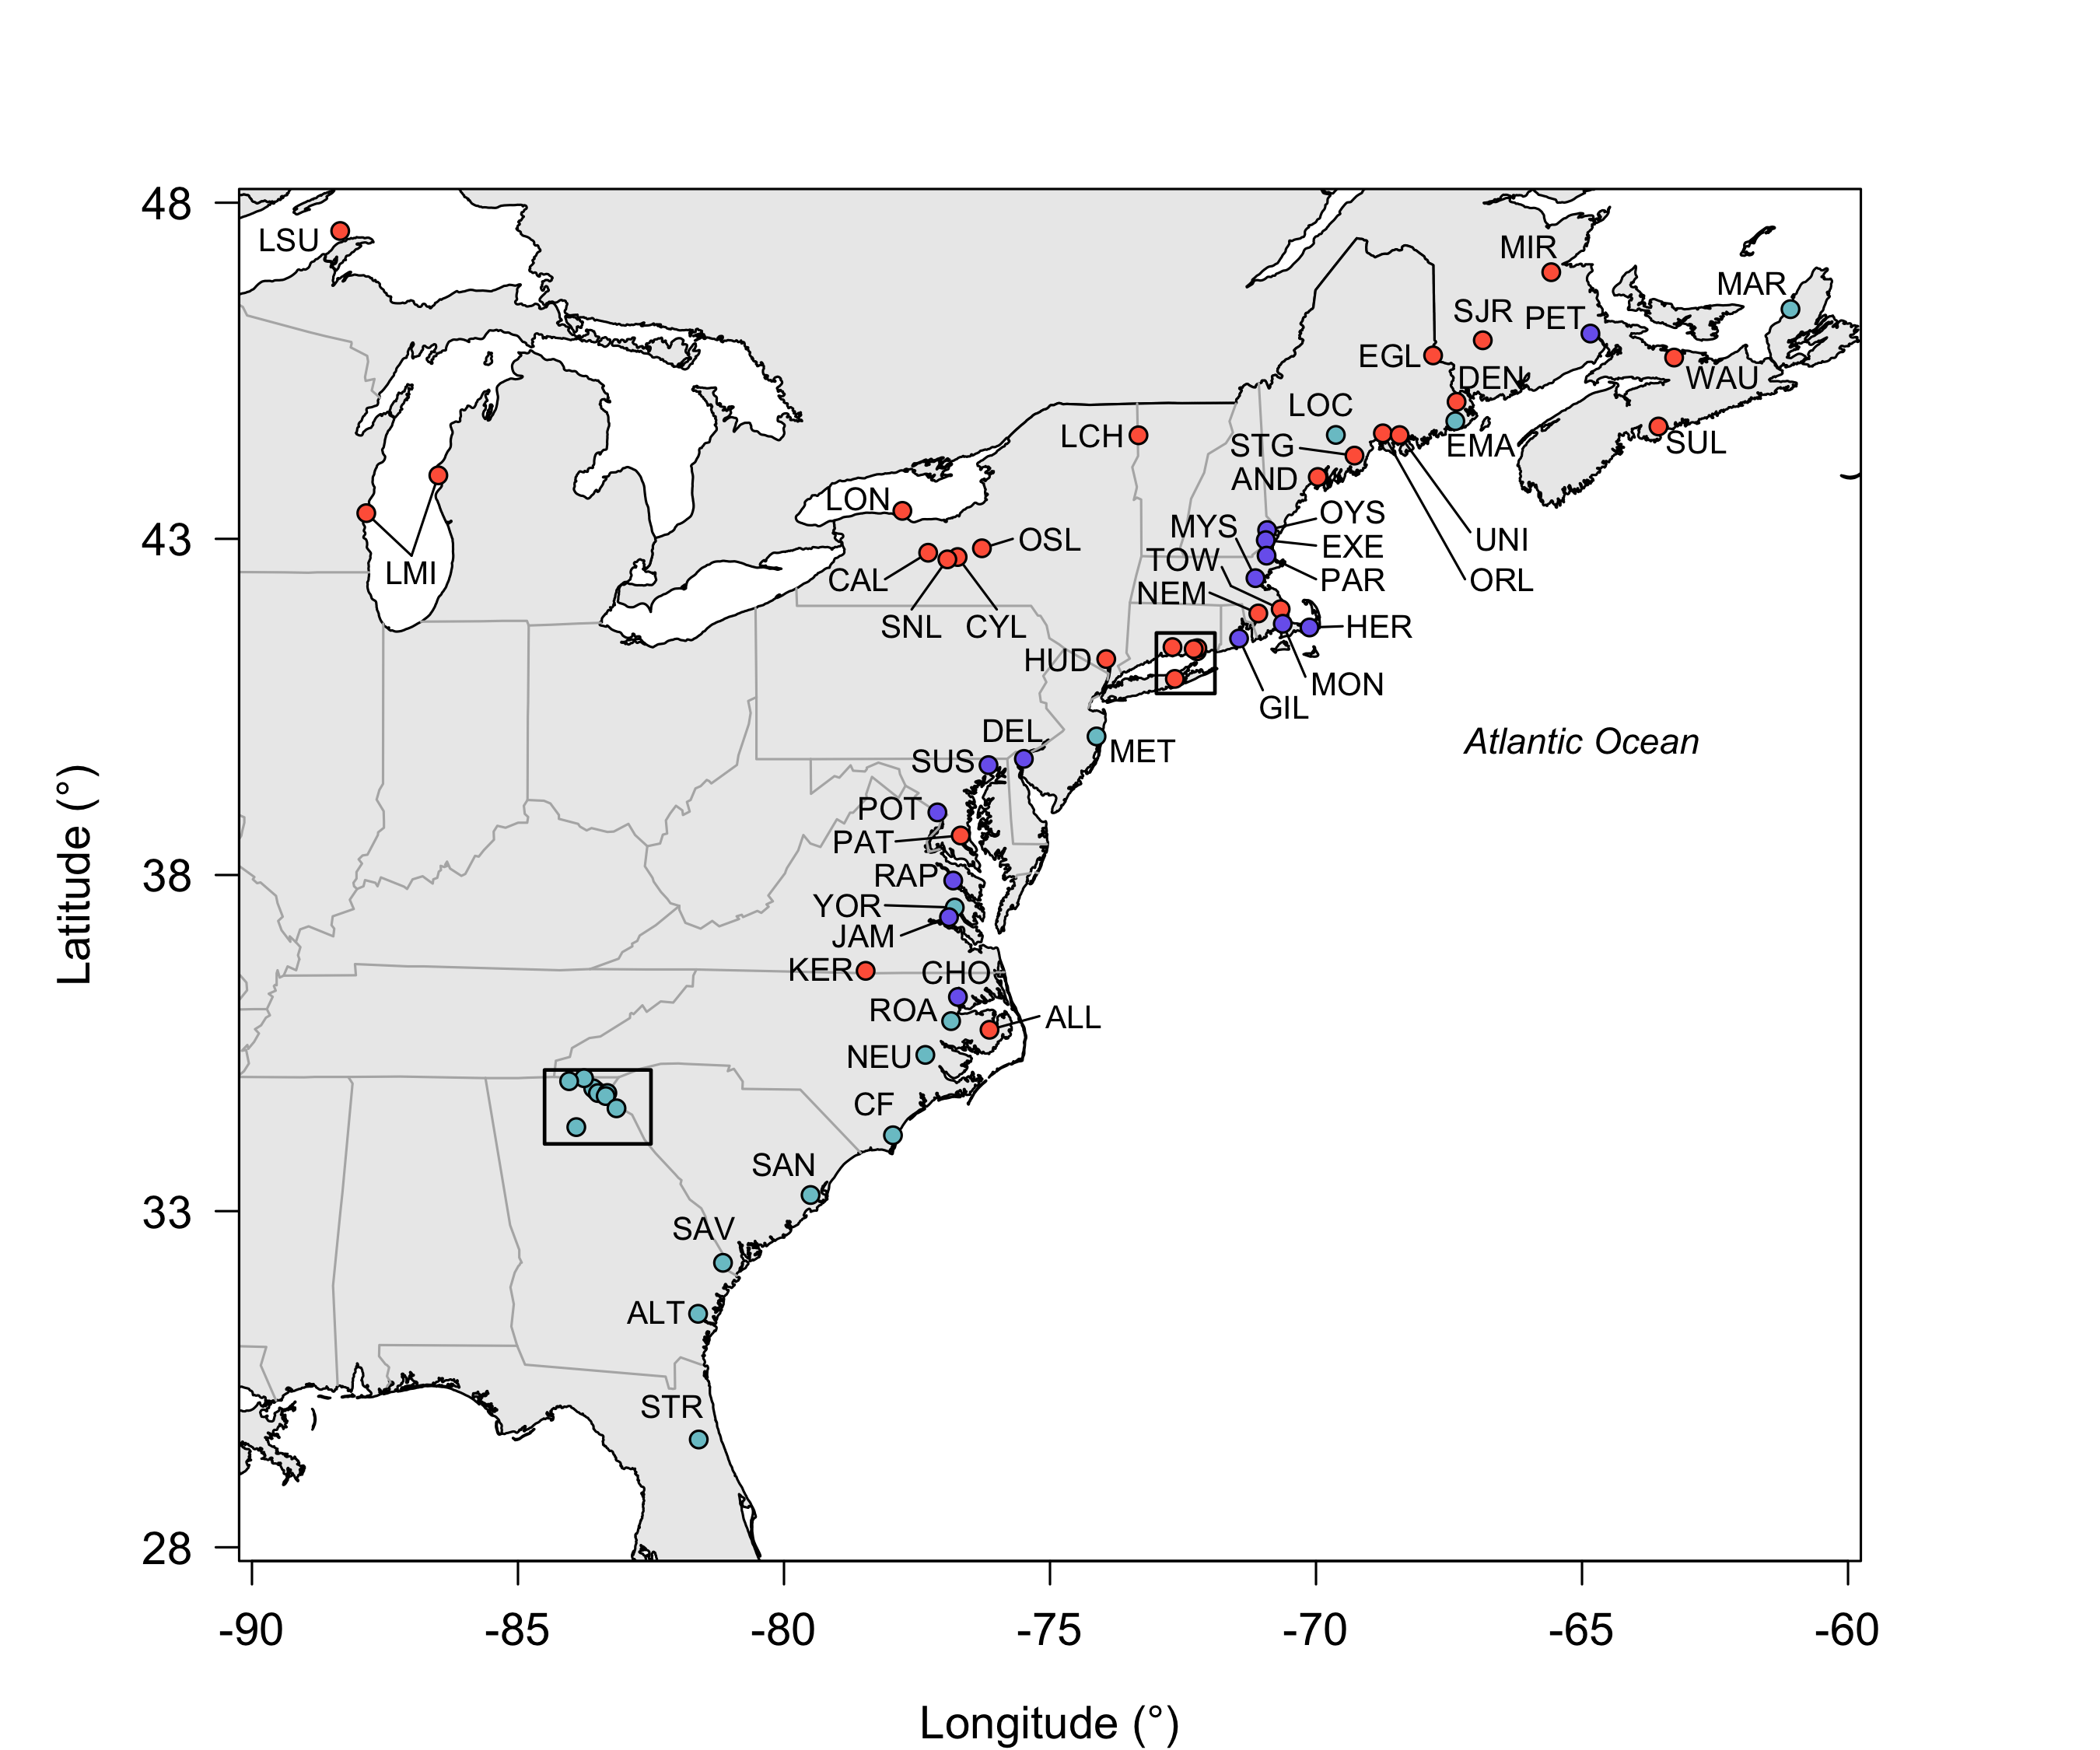 48
LSU
MIR
MAR
SJR
PET
EGL
DEN
WAU
LOC
LCH
STG
EMA
SUL
AND
LON
OYS
MYS
43
OSL
EXE
UNI
TOW
LMI
CAL
PAR
ORL
NEM
SNL
CYL
HER
HUD
MON
GIL
DEL
Atlantic Ocean
MET
SUS
POT
PAT
38
RAP
YOR
JAM
KER
CHO
ROA
ALL
NEU
CF
SAN
33
SAV
ALT
STR
28
Latitude (°)
-90 -85 -80 -75 -70 -65 -60
Longitude (°)